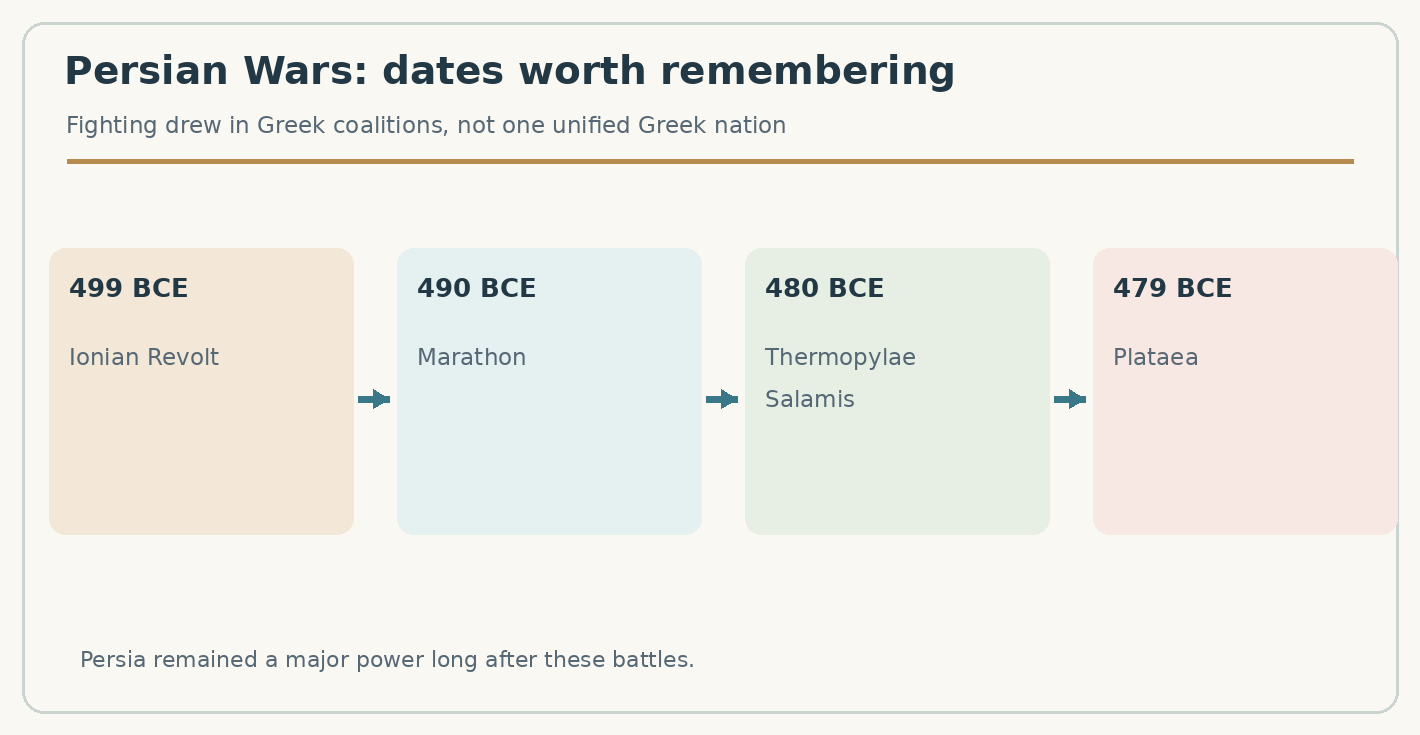 Persian Wars: dates worth remembering
Fighting drew in Greek coalitions, not one unified Greek nation
499 BCE
Ionian Revolt
490 BCE
Marathon
480 BCE
Thermopylae
Salamis
479 BCE
Plataea
Persia remained a major power long after these battles.